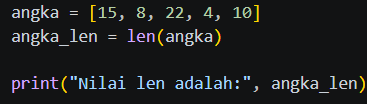 angka = [15, 8, 22, 4, 10]
angka_len = len(angka)
print("Nilai len adalah:", angka_len)